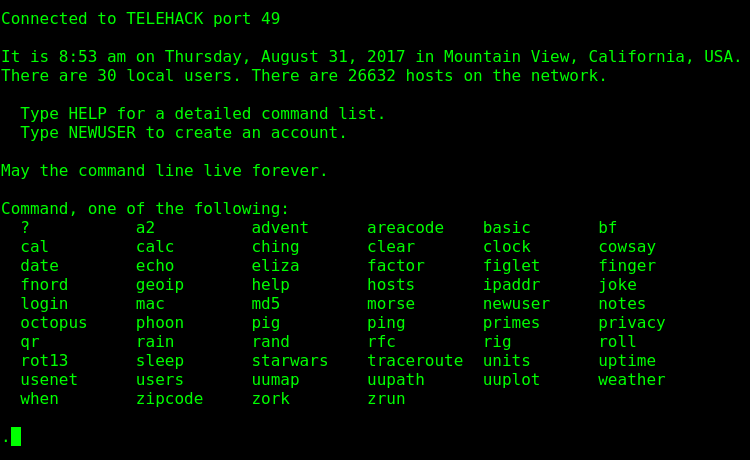 Connected to TELEHACK port 49
It is 8:53 am on Thursday, August 31, 2017 in Mountain View, California, USA.
There are 30 local users. There are 26632 hosts on the network.
Type HELP for a detailed command list.
Type NEWUSER to create an account.
May the command line live forever.
Command, one of the following:
? a2 advent areacode basic bf
cal calc ching clear clock cowsay
date echo eliza factor figlet finger
fnord geoip help hosts ipaddr joke
login mac md5 morse newuser notes
octopus phoon pig ping primes privacy
qr rain rand rfc rig roll
rot13 sleep starwars traceroute units uptime
usenet users uumap uupath uuplot weather
when zipcode zork zrun
.